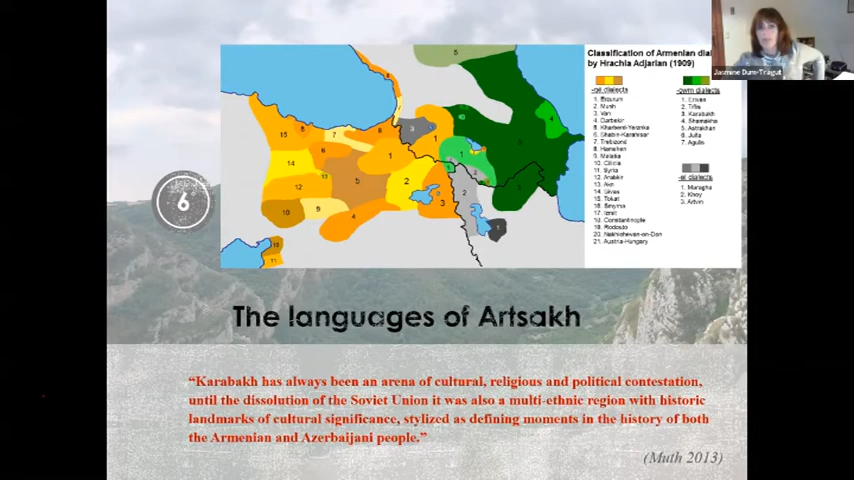 Classification of Armenian dial
by Hrachia Adjarian (1909)
-owm dialects
1. Erzurum
2. Mush
3. Van
4. Diarbekir
5. Kharberd-Yerznka
6. Shabin-Karahisar
7. Trebizond
8. Hamshen
9. Malatia
10. Cilicia
11. Syria
12. Arabkir
13. Akn
14. Sivas
15. Tokat
16. Smyrna
17. Izmit
18. Constantinople
19. Rodosto
20. Nakhichevan-on-Don
21. Austria-Hungary
2. Tiflis
3. Karabakh
4. Shamakha
5. Astrakhan
6. Julfa
7. Agulis
-el dialects
1. Maragha
2. Khoy
3. Artvin
Jasmine Dum-Tragut
6
The languages of Artsakh
“Karabakh has always been an arena of cultural, religious and political contestation,
until the dissolution of the Soviet Union it was also a multi-ethnic region with historic
landmarks of cultural significance, stylized as defining moments in the history of both
the Armenian and Azerbaijani people.”
(Muth 2013)